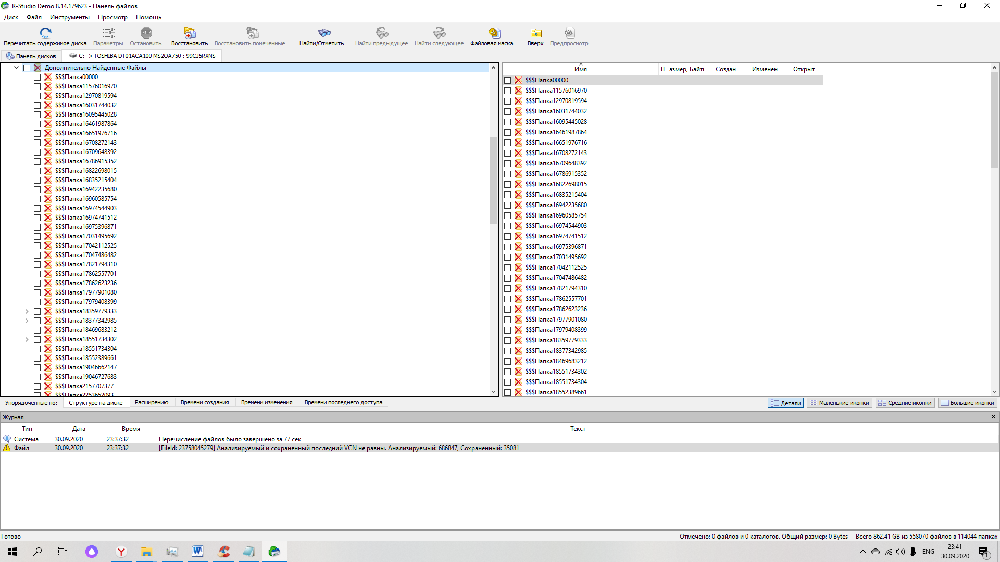 R-Studio Demo 8.14.179623 - Панель файлов
Диск Файл Инструменты Просмотр Помощь
Перечитать содержимое диска Параметры Остановить Восстановить Восстановить помеченные... Найти/Отметить... Найти предыдущее Найти следующее Файловая маска... Вверх Предпросмотр
STOP
Панель дисков C: -> TOSHIBA DT01ACA100 MS2OA750 : 99CJ5RXNS
Дополнительно Найденные Файлы
$$$Папка00000
$$$Папка11576016970
$$$Папка12970819594
$$$Папка16031744032
$$$Папка16095445028
$$$Папка16461987864
$$$Папка16651976716
$$$Папка16708272143
$$$Папка16709648392
$$$Папка16786915352
$$$Папка16822698015
$$$Папка16835215404
$$$Папка16942235680
$$$Папка16960585754
$$$Папка16974544903
$$$Папка16974741512
$$$Папка16975396871
$$$Папка17031495692
$$$Папка17042112525
$$$Папка17047486482
$$$Папка17821794310
$$$Папка17862557701
$$$Папка17862623236
$$$Папка17977901080
$$$Папка17979408399
$$$Папка18359779333
$$$Папка18377342985
$$$Папка18469683212
$$$Папка18551734302
$$$Папка18551734304
$$$Папка18552389661
$$$Папка19046662147
$$$Папка19046727683
$$$Папка2157707377
$$$Папка2253652093
Имя Ц азмер, Байть Создан Изменен Открыт
$$$Папка00000
$$$Папка11576016970
$$$Папка12970819594
$$$Папка16031744032
$$$Папка16095445028
$$$Папка16461987864
$$$Папка16651976716
$$$Папка16708272143
$$$Папка16709648392
$$$Папка16786915352
$$$Папка16822698015
$$$Папка16835215404
$$$Папка16942235680
$$$Папка16960585754
$$$Папка16974544903
$$$Папка16974741512
$$$Папка16975396871
$$$Папка17031495692
$$$Папка17042112525
$$$Папка17047486482
$$$Папка17821794310
$$$Папка17862557701
$$$Папка17862623236
$$$Папка17977901080
$$$Папка17979408399
$$$Папка18359779333
$$$Папка18377342985
$$$Папка18469683212
$$$Папка18551734302
$$$Папка18551734304
$$$Папка18552389661
Упорядоченные по: Структуре на диске Расширению Времени создания Времени изменения Времени последнего доступа
Детали Маленькие иконки Средние иконки Большие иконки
Журнал
Тип Дата Время Текст
Система 30.09.2020 23:37:32 Перечисление файлов было завершено за 77 сек
Файл 30.09.2020 23:37:32 [FileId: 23758045279] Анализируемый и сохраненный последний VCN не равны. Анализируемый: 686847, Сохраненный: 35081
Готово
Отмечено: 0 файлов и 0 каталогов. Общий размер: 0 Bytes Всего 862.41 GB из 558070 файлов в 114044 папках
ENG
23:41
30.09.2020
1